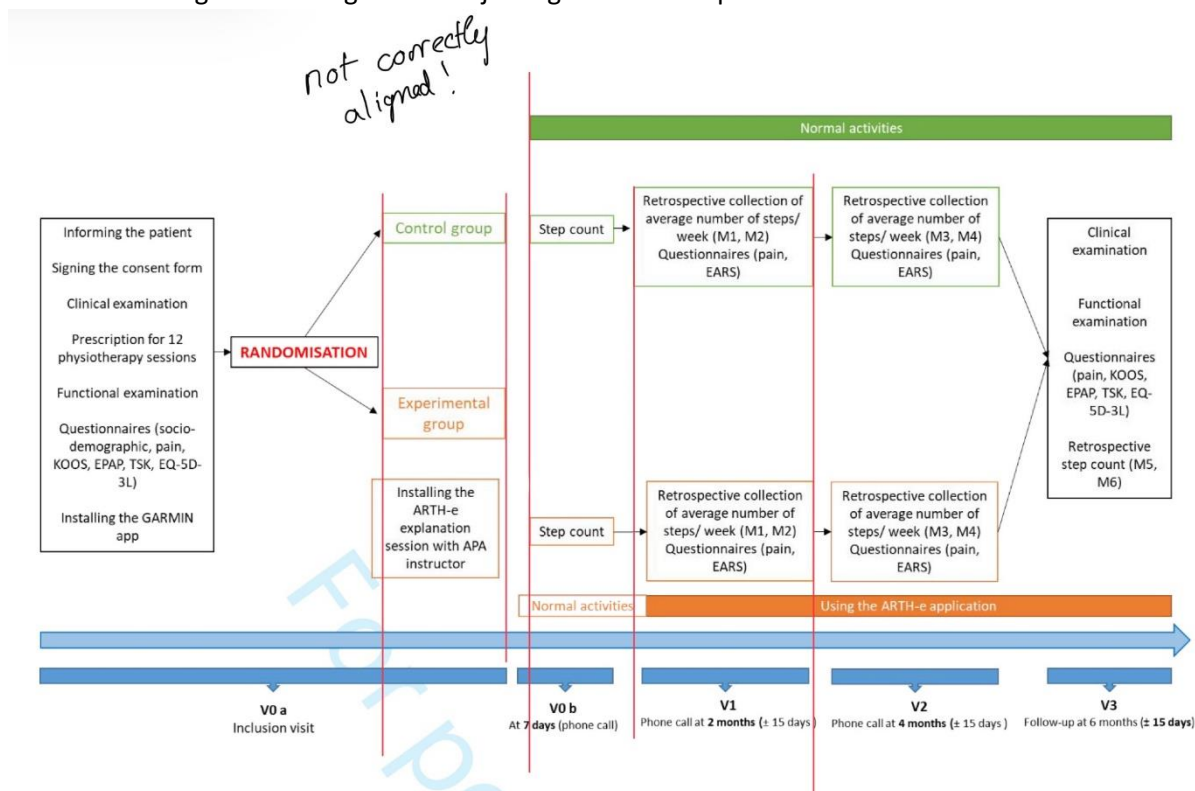 not correctly
aligned!
Normal activities
Informing the patient
Signing the consent form
Clinical examination
Prescription for 12
physiotherapy sessions
Functional examination
Questionnaires (socio-
demographic, pain,
KOOS, EPAP, TSK, EQ-5D-
3L)
Installing the GARMIN
app
RANDOMISATION
Control group
Step count
Retrospective collection of
average number of steps/
week (M1, M2)
Questionnaires (pain,
EARS)
Retrospective collection
of average number of
steps/ week (M3, M4)
Questionnaires (pain,
EARS)
Experimental
group
Installing the
ARTH-e
explanation
session with APA
instructor
Step count
Retrospective collection
of average number of
steps/ week (M1, M2)
Questionnaires (pain,
EARS)
Retrospective collection
of average number of
steps/ week (M3, M4)
Questionnaires (pain,
EARS)
Clinical
examination
Functional
examination
Questionnaires
(pain, KOOS,
EPAP, TSK, EQ-
5D-3L)
Retrospective
step count (M5,
M6)
Normal activities
Using the ARTH-e application
V0 a
Inclusion visit
V0 b
At 7 days (phone call)
V1
Phone call at 2 months (± 15 days )
V2
Phone call at 4 months (± 15 days )
V3
Follow-up at 6 months (± 15 days)
For